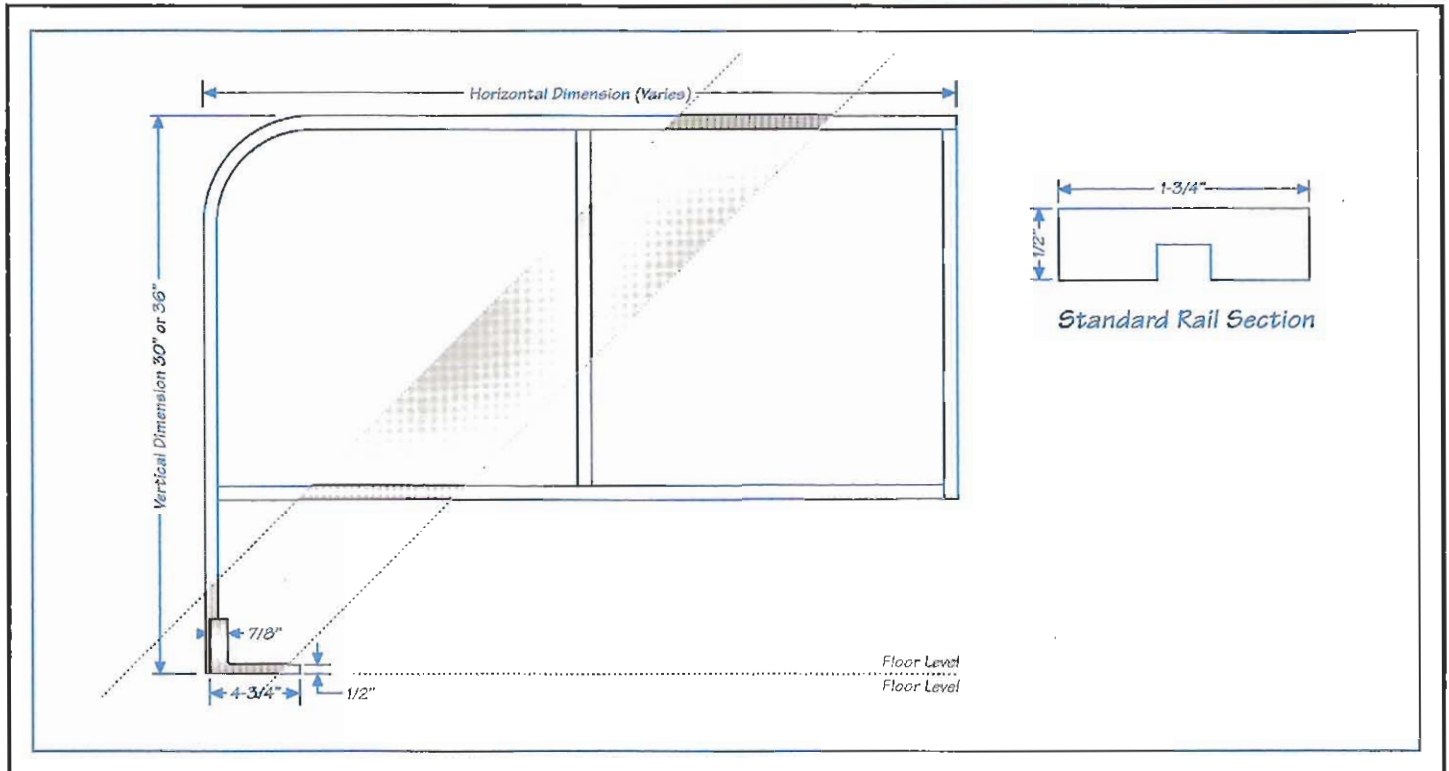 Horizontal Dimension (Varies)
1-3/4"
1/2"
Standard Rail Section
Vertical Dimension 30" or 36"
7/8"
Floor Level
Floor Level
4-3/4"
1/2"